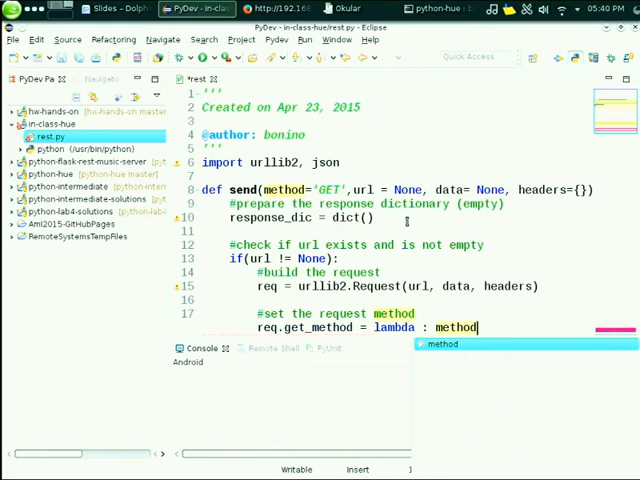 Slides - Dolph
PyDev - in-clas
http://192.168
Okular
python-hue :
05:40 PM
PyDev - in-class-hue/rest.py - Eclipse
File Edit Source Refactoring Navigate Search Project Pydev Run Window Help
Quick Access
PyDev Pa
Navigato
*rest
hw-hands-on [hw-hands-on master
in-class-hue
rest.py
python (/usr/bin/python)
python-flask-rest-music-server
python-hue [python-hue master]
python-intermediate
python-intermediate-solutions
python-lab4-solutions
AmI2015-GitHubPages
RemoteSystemsTempFiles
1 '''
2 Created on Apr 23, 2015
3
4 @author: bonino
5 '''
6 import urllib2, json
7
8 def send(method='GET',url = None, data= None, headers={})
9 #prepare the response dictionary (empty)
10 response_dic = dict()
11
12 #check if url exists and is not empty
13 if(url != None):
14 #build the request
15 req = urllib2.Request(url, data, headers)
17 #set the request method
req.get_method = lambda : method
method
Console
Remote Shell
PyUnit
Android
Writable
Insert